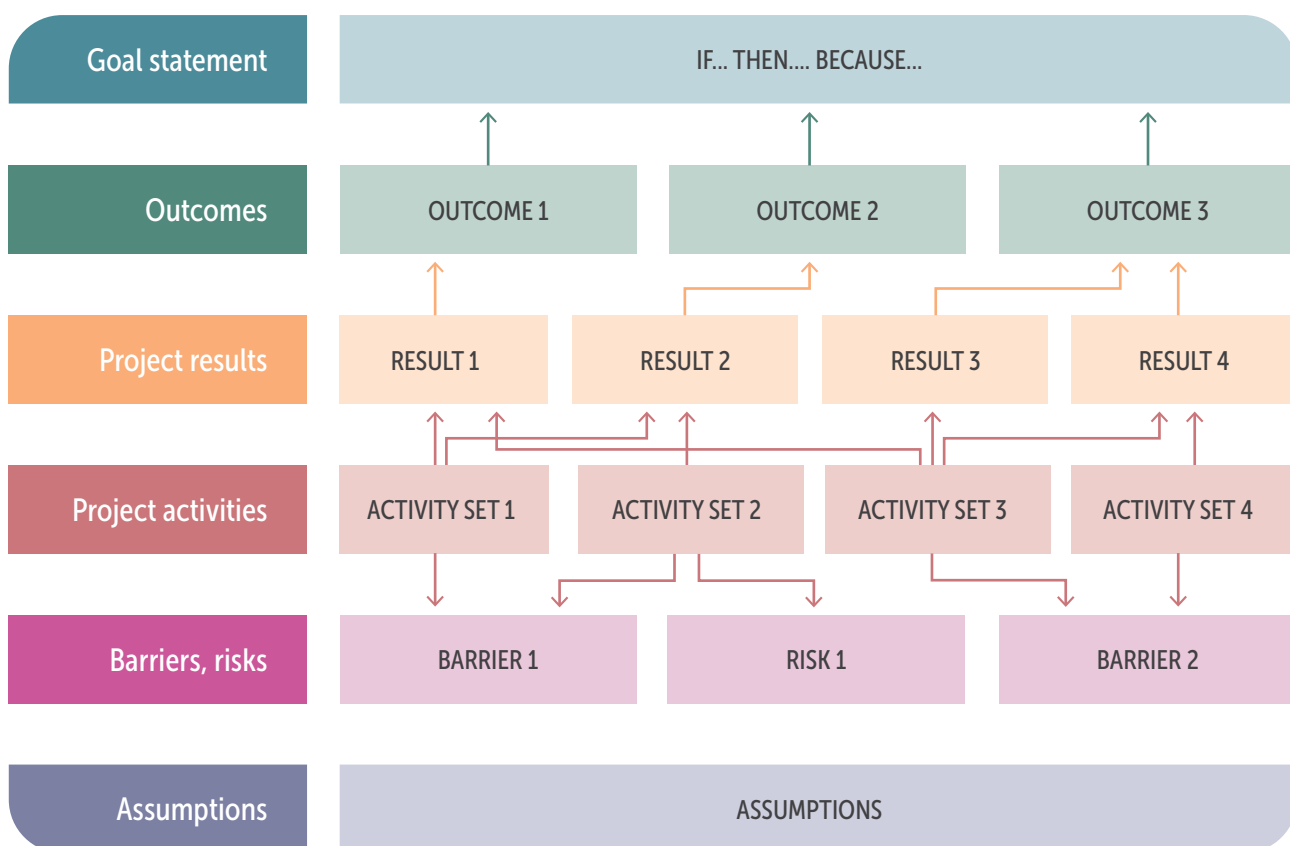 Goal statement
IF... THEN.... BECAUSE...
Outcomes
OUTCOME 1
OUTCOME 2
OUTCOME 3
Project results
RESULT 1
RESULT 2
RESULT 3
RESULT 4
Project activities
ACTIVITY SET 1
ACTIVITY SET 2
ACTIVITY SET 3
ACTIVITY SET 4
Barriers, risks
BARRIER 1
RISK 1
BARRIER 2
Assumptions
ASSUMPTIONS